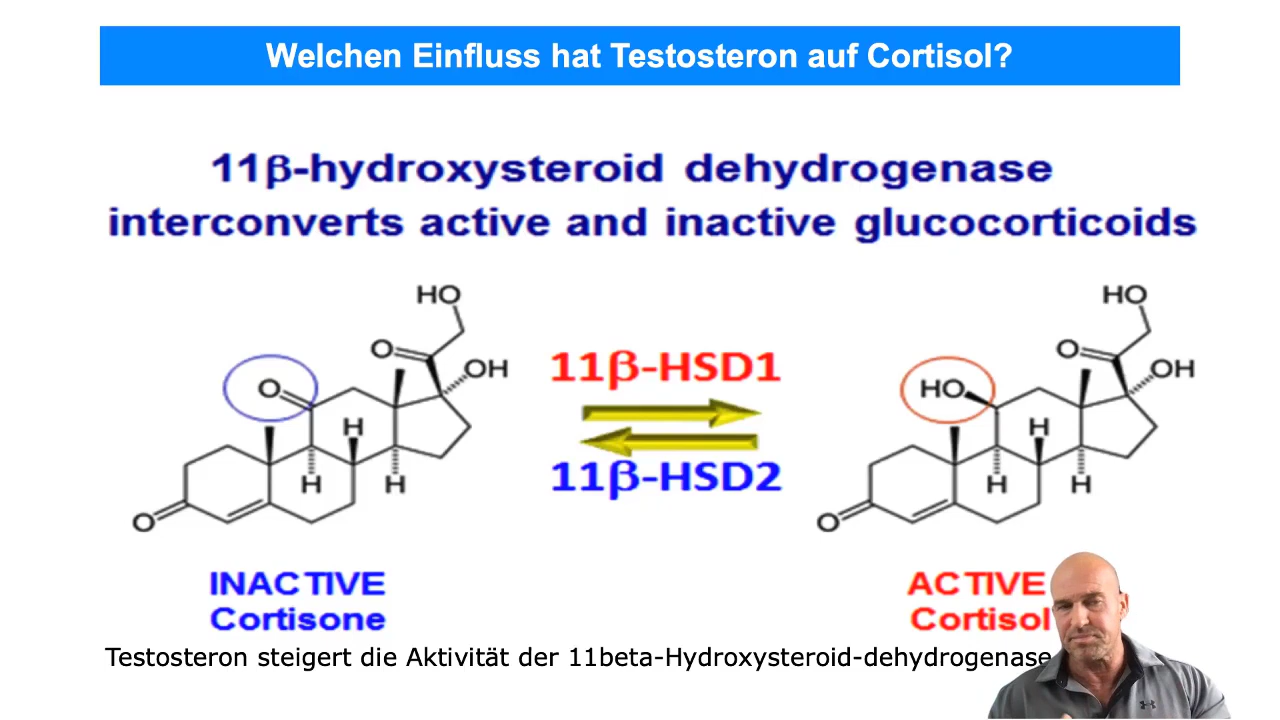 Welchen Einfluss hat Testosteron auf Cortisol?
11β-hydroxysteroid dehydrogenase
interconverts active and inactive glucocorticoids
HO
O
OH
O
H
H
H
O
11β-HSD1
11β-HSD2
HO
O
OH
HO
H
H
H
O
INACTIVE
Cortisone
ACTIVE
Cortisol
Testosteron steigert die Aktivität der 11beta-Hydroxysteroid-dehydrogenase